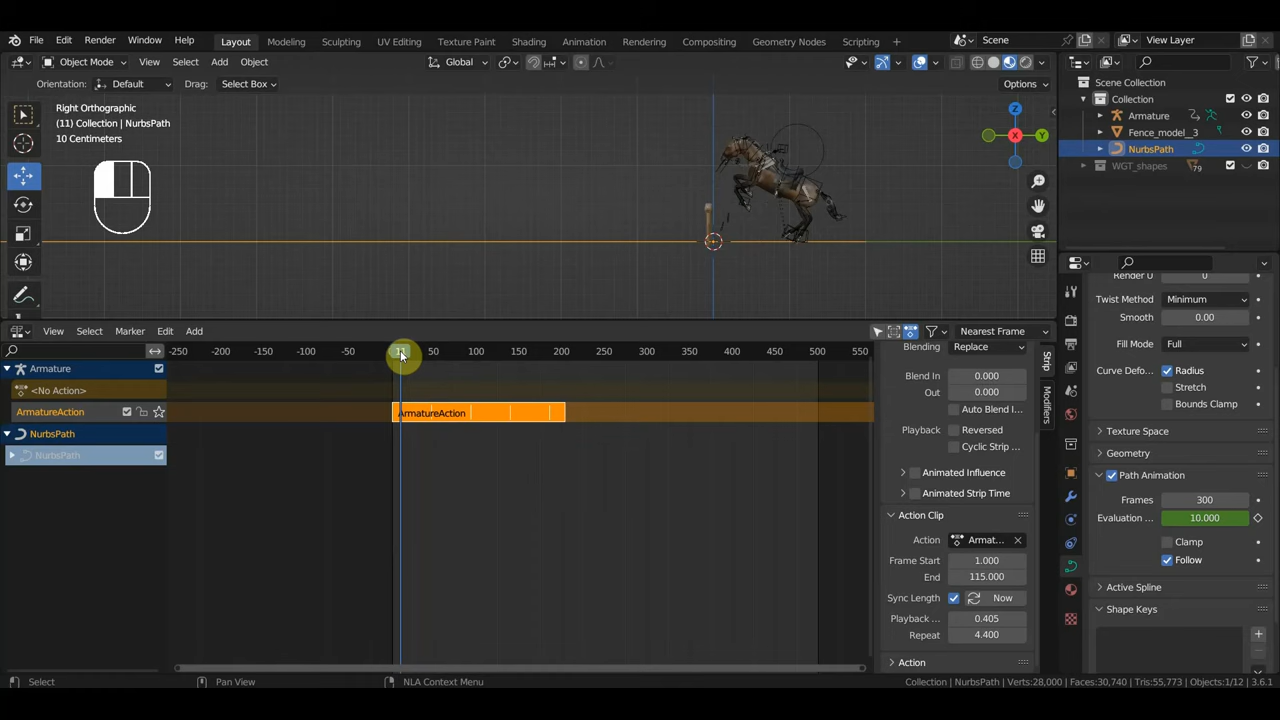 File Edit Render Window Help Layout Modeling Sculpting UV Editing Texture Paint Shading Animation Rendering Compositing Geometry Nodes Scripting + Scene View Layer
Object Mode View Select Add Object Global
Orientation: Default Drag: Select Box Options
Right Orthographic
(11) Collection | NurbsPath
10 Centimeters
X Y Z
Scene Collection
Collection
Armature
Fence_model__3
NurbsPath
WGT_shapes 79
View Select Marker Edit Add Nearest Frame
-250 -200 -150 -100 -50 11 50 100 150 200 250 300 350 400 450 500 550
Armature
<No Action>
ArmatureAction ArmatureAction
NurbsPath
NurbsPath
Blending Replace
Blend In 0.000
Out 0.000
Auto Blend I...
Playback Reversed
Cyclic Strip ...
Animated Influence
Animated Strip Time
Action Clip
Action Armat...
Frame Start 1.000
End 115.000
Sync Length Now
Playback .. 0.405
Repeat 4.400
Action
Strip
Modifiers
Render U 0
Twist Method Minimum
Smooth 0.00
Fill Mode Full
Curve Defo.. Radius
Stretch
Bounds Clamp
Texture Space
Geometry
Path Animation
Frames 300
Evaluation ... 10.000
Clamp
Follow
Active Spline
Shape Keys
Select Pan View NLA Context Menu Collection | NurbsPath | Verts:28,000 | Faces:30,740 | Tris:55,773 | Objects:1/12 | 3.6.1